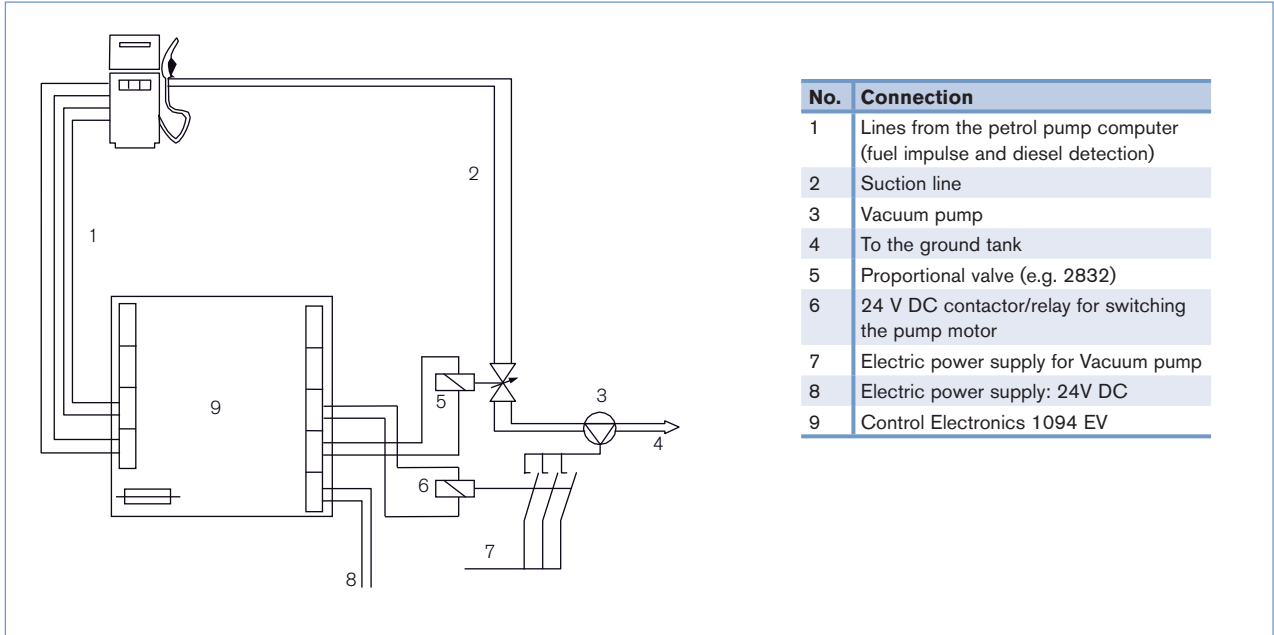 1
2
3
4
5
6
7
8
9
No. Connection
1 Lines from the petrol pump computer
(fuel impulse and diesel detection)
2 Suction line
3 Vacuum pump
4 To the ground tank
5 Proportional valve (e.g. 2832)
6 24 V DC contactor/relay for switching
the pump motor
7 Electric power supply for Vacuum pump
8 Electric power supply: 24V DC
9 Control Electronics 1094 EV